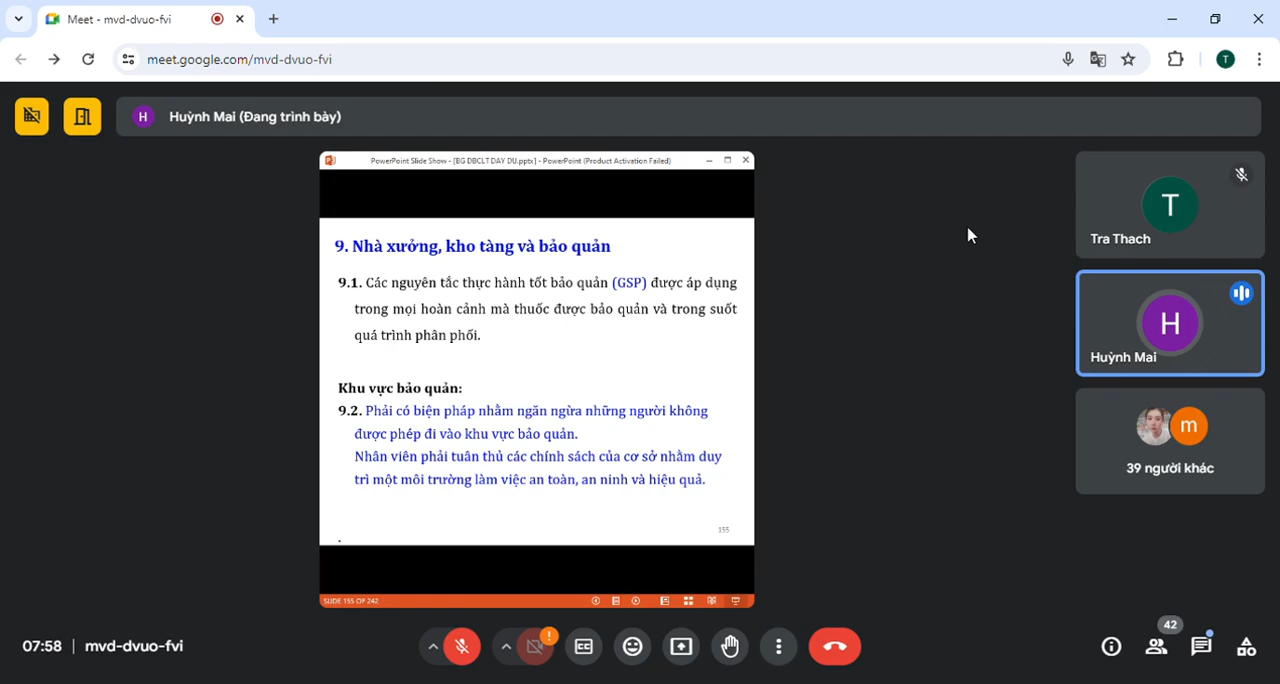 Meet - mvd-dvuo-fvi
meet.google.com/mvd-dvuo-fvi
T
H
Huỳnh Mai (Đang trình bày)
PowerPoint Slide Show - [BG DBCLT DAY DU.pptx] - PowerPoint (Product Activation Failed)
9. Nhà xưởng, kho tàng và bảo quản
9.1. Các nguyên tắc thực hành tốt bảo quản (GSP) được áp dụng
trong mọi hoàn cảnh mà thuốc được bảo quản và trong suốt
quá trình phân phối.
Khu vực bảo quản:
9.2. Phải có biện pháp nhằm ngăn ngừa những người không
được phép đi vào khu vực bảo quản.
Nhân viên phải tuân thủ các chính sách của cơ sở nhằm duy
trì một môi trường làm việc an toàn, an ninh và hiệu quả.
155
.
SLIDE 155 OF 242
T
Tra Thach
H
Huỳnh Mai
m
39 người khác
07:58 | mvd-dvuo-fvi
!
42